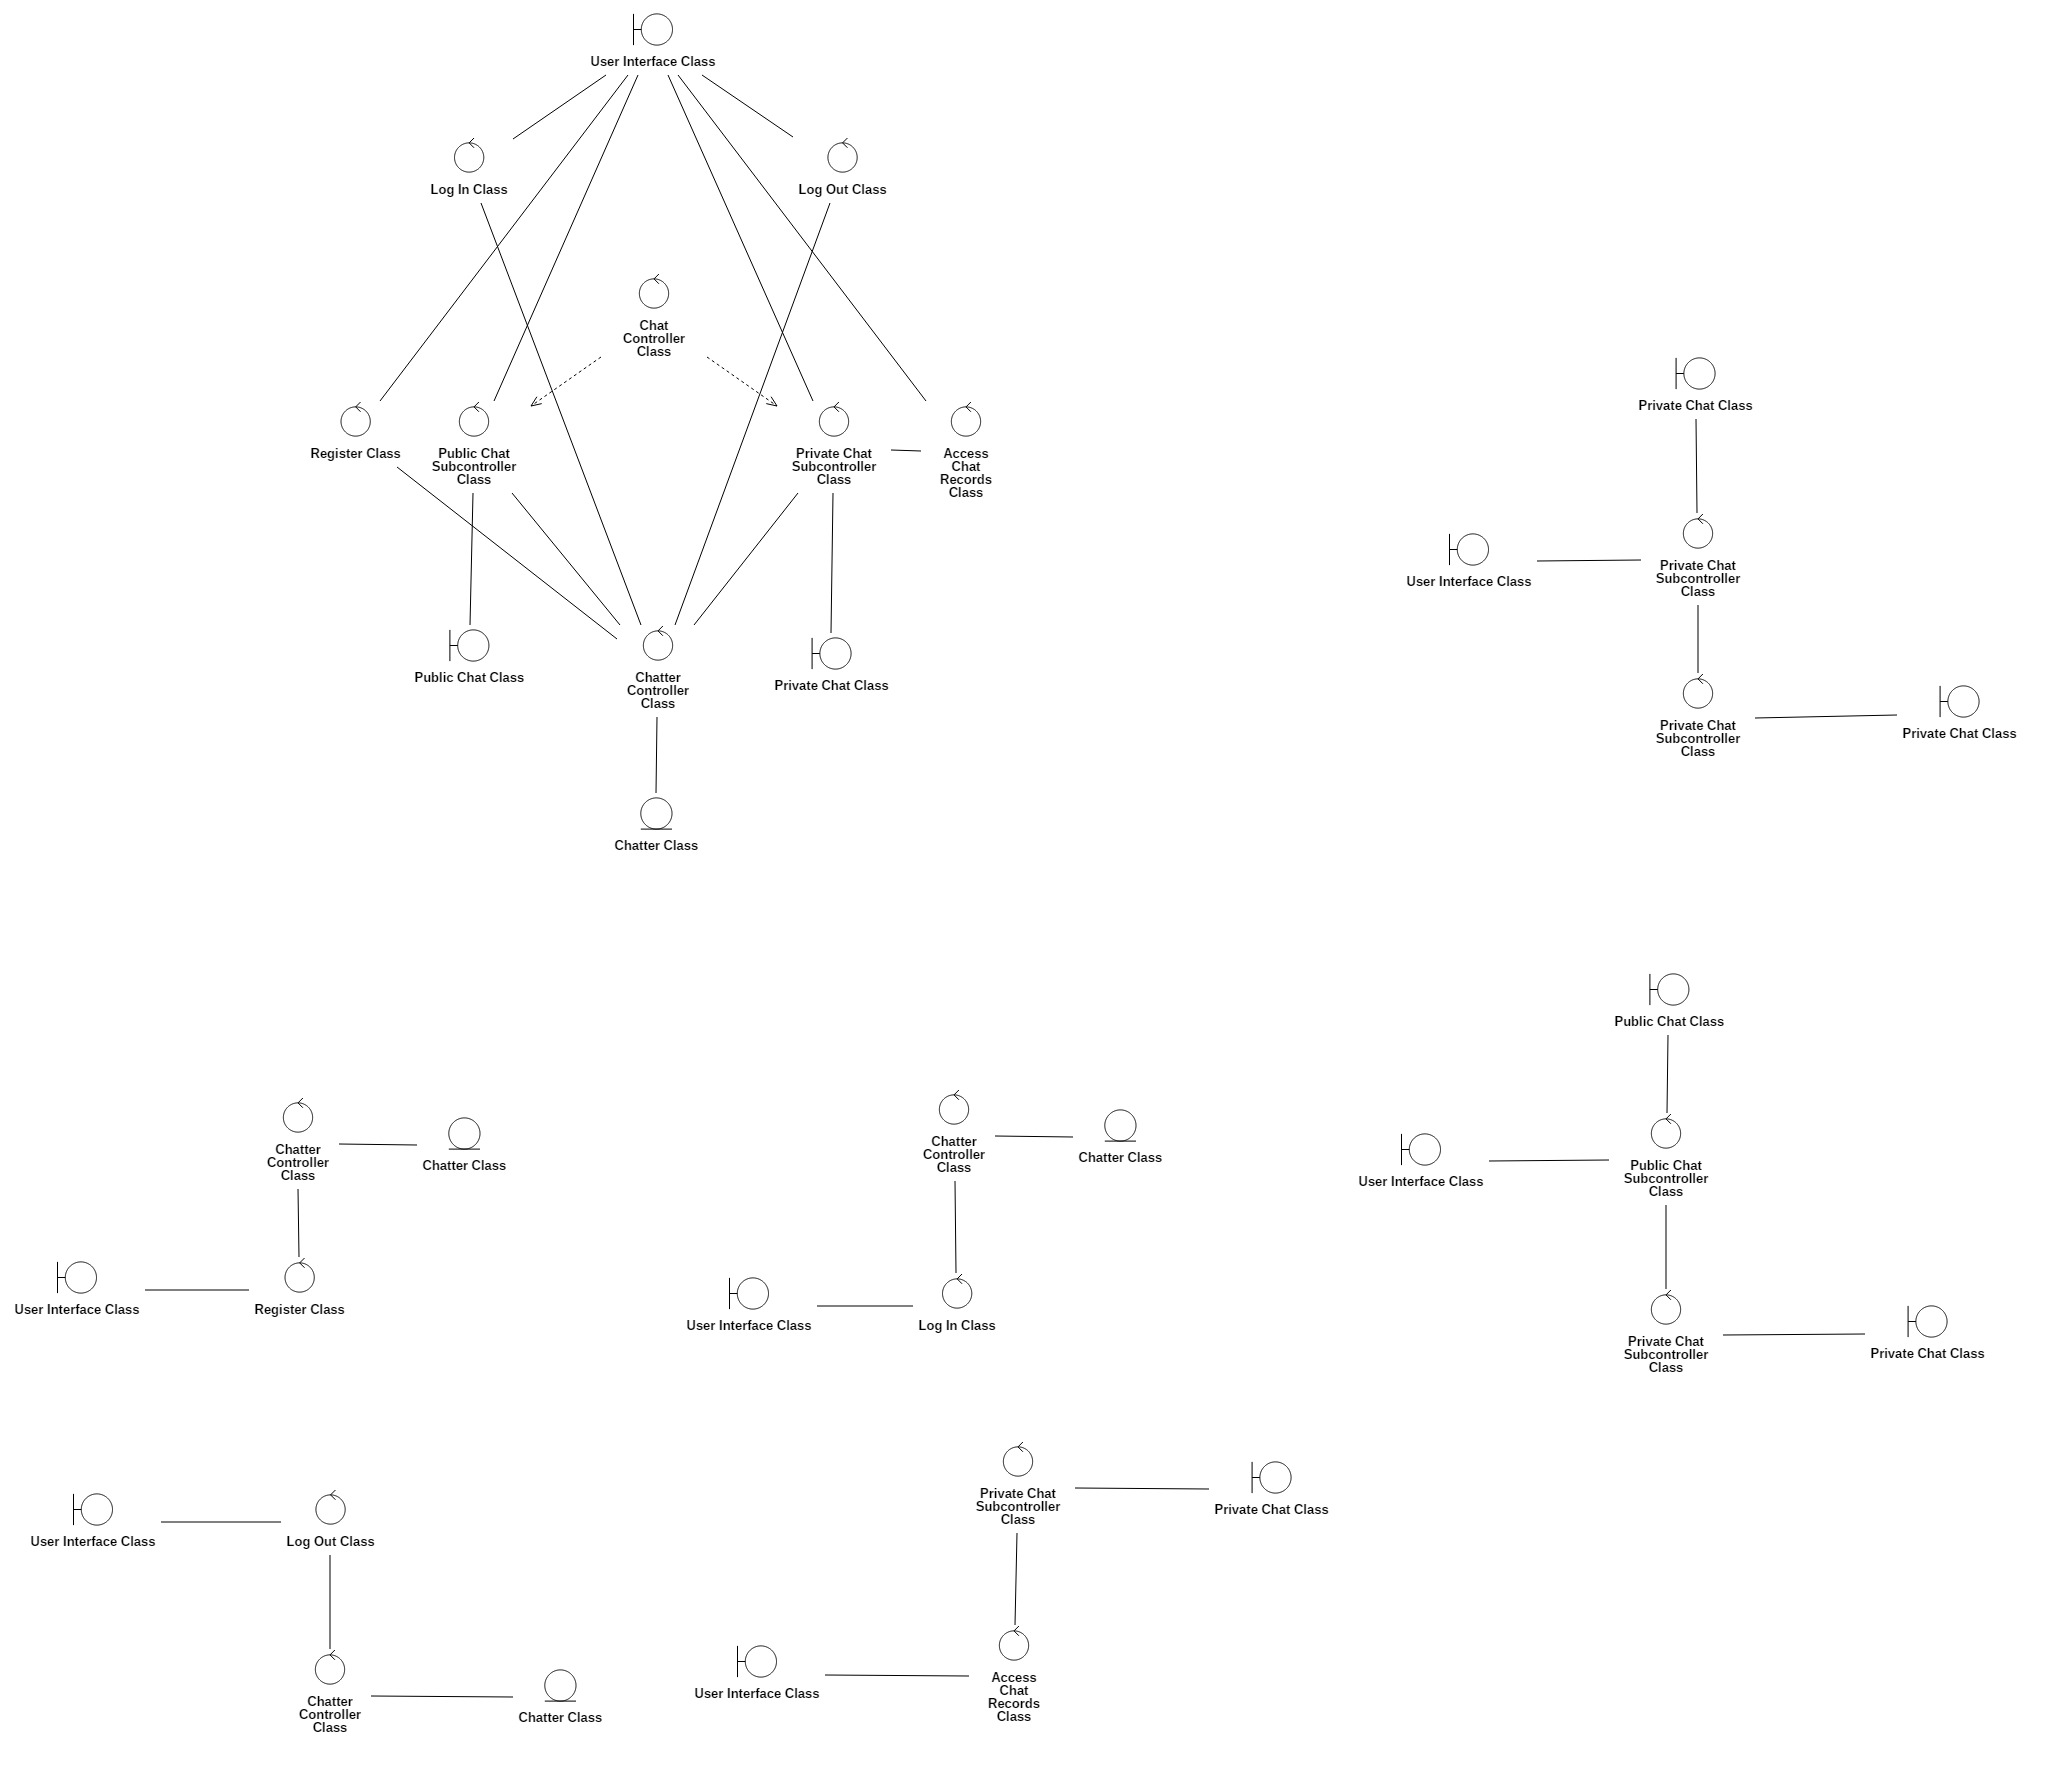 User Interface Class
Log In Class
Log Out Class
Chat
Controller
Class
Register Class
Public Chat
Subcontroller
Class
Private Chat
Subcontroller
Class
Access
Chat
Records
Class
Public Chat Class
Chatter
Controller
Class
Private Chat Class
Chatter Class
Private Chat Class
User Interface Class
Private Chat
Subcontroller
Class
Private Chat
Subcontroller
Class
Private Chat Class
Chatter
Controller
Class
Chatter Class
User Interface Class
Register Class
Chatter
Controller
Class
Chatter Class
User Interface Class
Log In Class
Public Chat Class
User Interface Class
Public Chat
Subcontroller
Class
Private Chat
Subcontroller
Class
Private Chat Class
User Interface Class
Log Out Class
Chatter
Controller
Class
Chatter Class
Private Chat
Subcontroller
Class
Private Chat Class
User Interface Class
Access
Chat
Records
Class